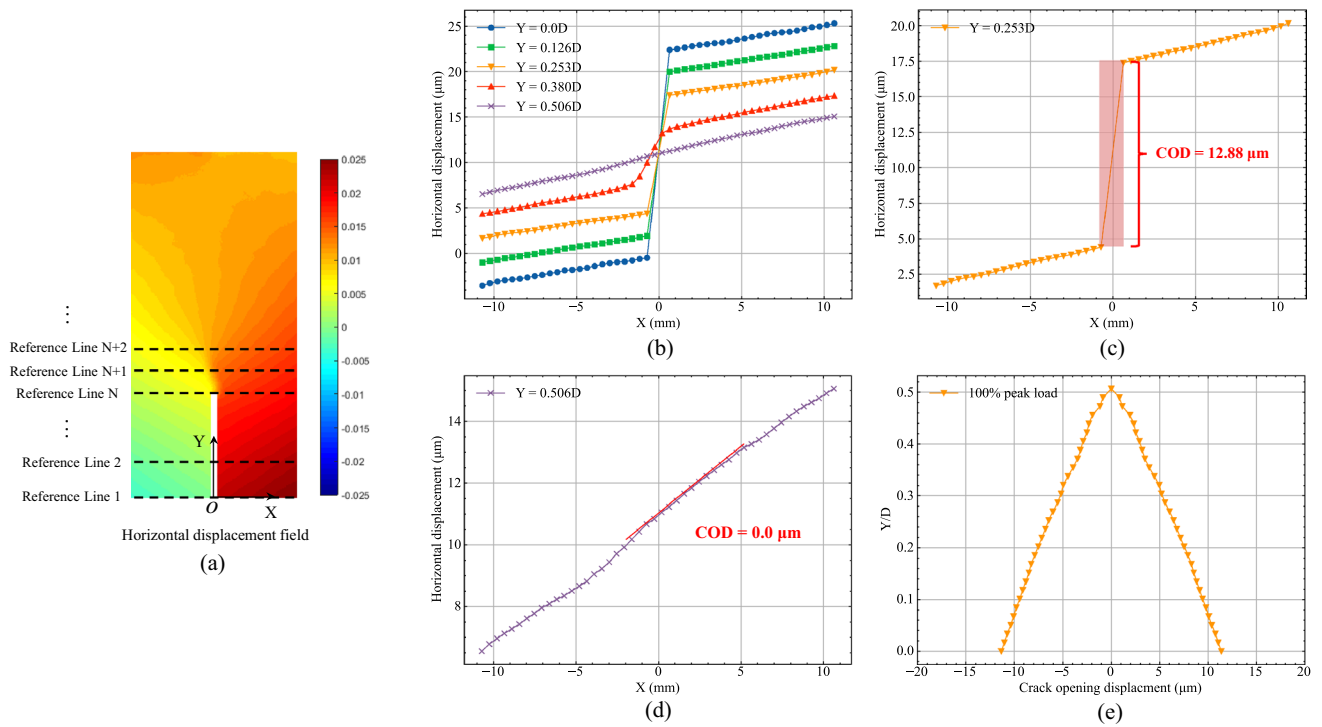 ⋮
Reference Line N+2
Reference Line N+1
Reference Line N
⋮
Reference Line 2
Reference Line 1
Y
O
X
0.025
0.02
0.015
0.01
0.005
0
-0.005
-0.01
-0.015
-0.02
-0.025
Horizontal displacement field
(a)
Horizontal displacement (μm)
25
20
15
10
5
0
Y = 0.0D
Y = 0.126D
Y = 0.253D
Y = 0.380D
Y = 0.506D
−10 −5 0 5 10
X (mm)
(b)
Horizontal displacement (μm)
20.0
17.5
15.0
12.5
10.0
7.5
5.0
2.5
Y = 0.253D
COD = 12.88 μm
−10 −5 0 5 10
X (mm)
(c)
Horizontal displacement (μm)
14
12
10
8
6
Y = 0.506D
COD = 0.0 μm
−10 −5 0 5 10
X (mm)
(d)
Y/D
0.5
0.4
0.3
0.2
0.1
0.0
100% peak load
−20 −15 −10 −5 0 5 10 15 20
Crack opening displacment (μm)
(e)